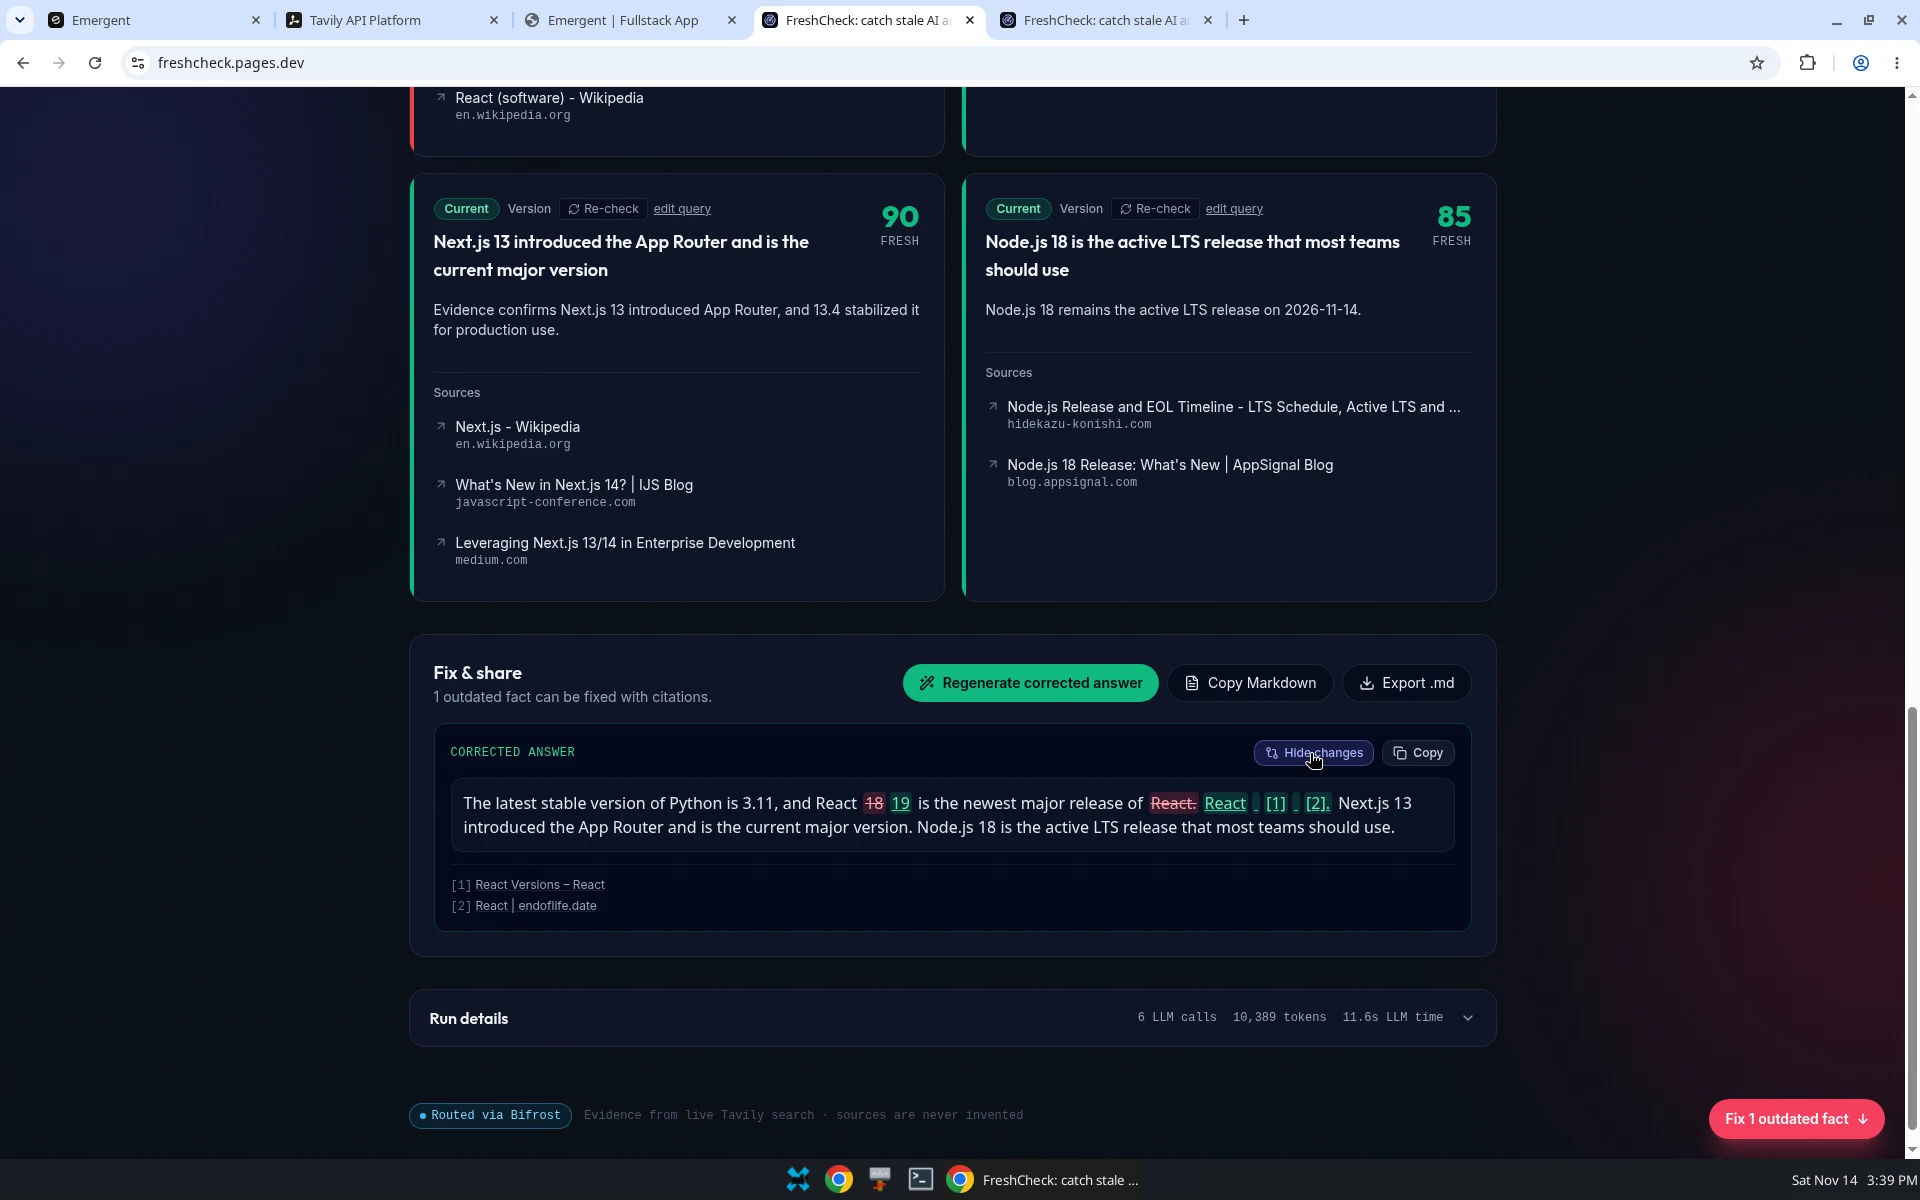 Emergent
Tavily API Platform
Emergent | Fullstack App
FreshCheck: catch stale AI a
FreshCheck: catch stale AI a
freshcheck.pages.dev
React (software) - Wikipedia
en.wikipedia.org
Current Version Re-check edit query
90
FRESH
Next.js 13 introduced the App Router and is the
current major version
Evidence confirms Next.js 13 introduced App Router, and 13.4 stabilized it
for production use.
Sources
Next.js - Wikipedia
en.wikipedia.org
What's New in Next.js 14? | IJS Blog
javascript-conference.com
Leveraging Next.js 13/14 in Enterprise Development
medium.com
Current Version Re-check edit query
85
FRESH
Node.js 18 is the active LTS release that most teams
should use
Node.js 18 remains the active LTS release on 2026-11-14.
Sources
Node.js Release and EOL Timeline - LTS Schedule, Active LTS and ...
hidekazu-konishi.com
Node.js 18 Release: What's New | AppSignal Blog
blog.appsignal.com
Fix & share
1 outdated fact can be fixed with citations.
Regenerate corrected answer
Copy Markdown
Export .md
CORRECTED ANSWER
Hide changes
Copy
The latest stable version of Python is 3.11, and React 18 19 is the newest major release of React. React [1] [2]. Next.js 13
introduced the App Router and is the current major version. Node.js 18 is the active LTS release that most teams should use.
[1] React Versions – React
[2] React | endoflife.date
Run details
6 LLM calls 10,389 tokens 11.6s LLM time
Routed via Bifrost
Evidence from live Tavily search · sources are never invented
Fix 1 outdated fact ↓
FreshCheck: catch stale ...
Sat Nov 14 3:39 PM